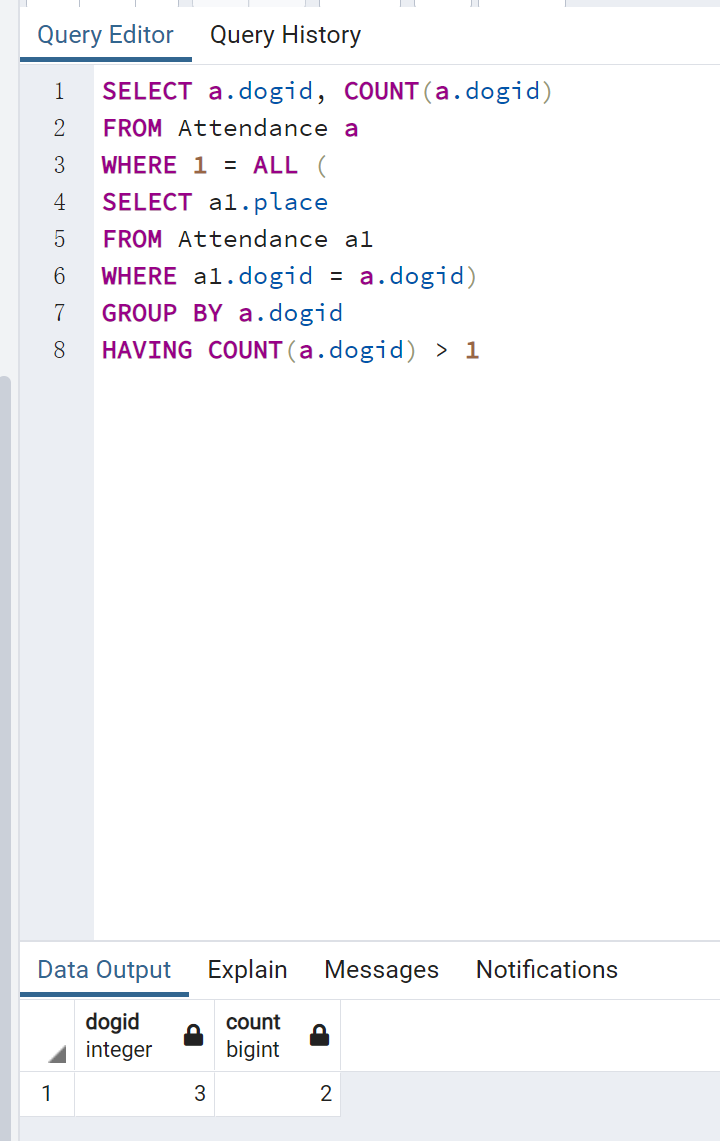 Query Editor Query History
1 SELECT a.dogid, COUNT(a.dogid)
2 FROM Attendance a
3 WHERE 1 = ALL (
4 SELECT a1.place
5 FROM Attendance a1
6 WHERE a1.dogid = a.dogid)
7 GROUP BY a.dogid
8 HAVING COUNT(a.dogid) > 1
Data Output Explain Messages Notifications
dogid count
integer bigint
1 3 2